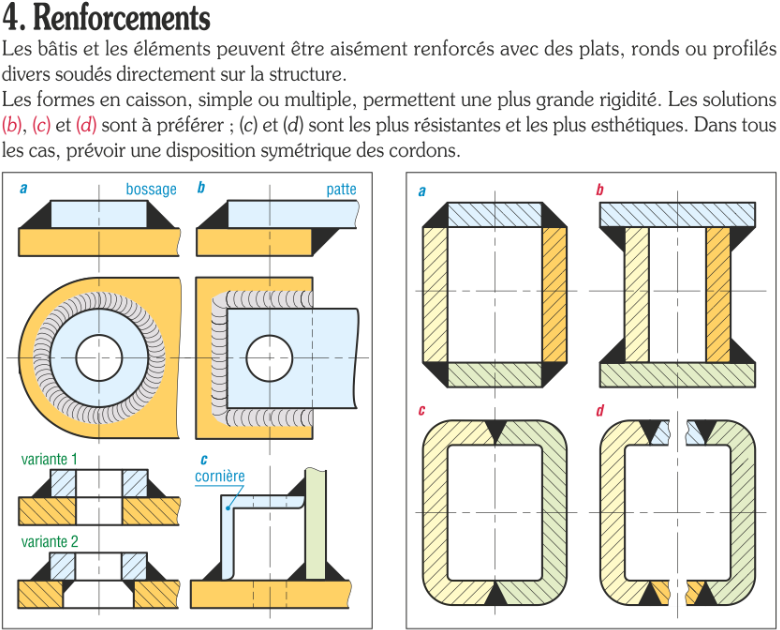 4. Renforcements
Les bâtis et les éléments peuvent être aisément renforcés avec des plats, ronds ou profilés
divers soudés directement sur la structure.
Les formes en caisson, simple ou multiple, permettent une plus grande rigidité. Les solutions
(b), (c) et (d) sont à préférer ; (c) et (d) sont les plus résistantes et les plus esthétiques. Dans tous
les cas, prévoir une disposition symétrique des cordons.
a bossage b patte
variante 1
c
cornière
variante 2
a b
c d